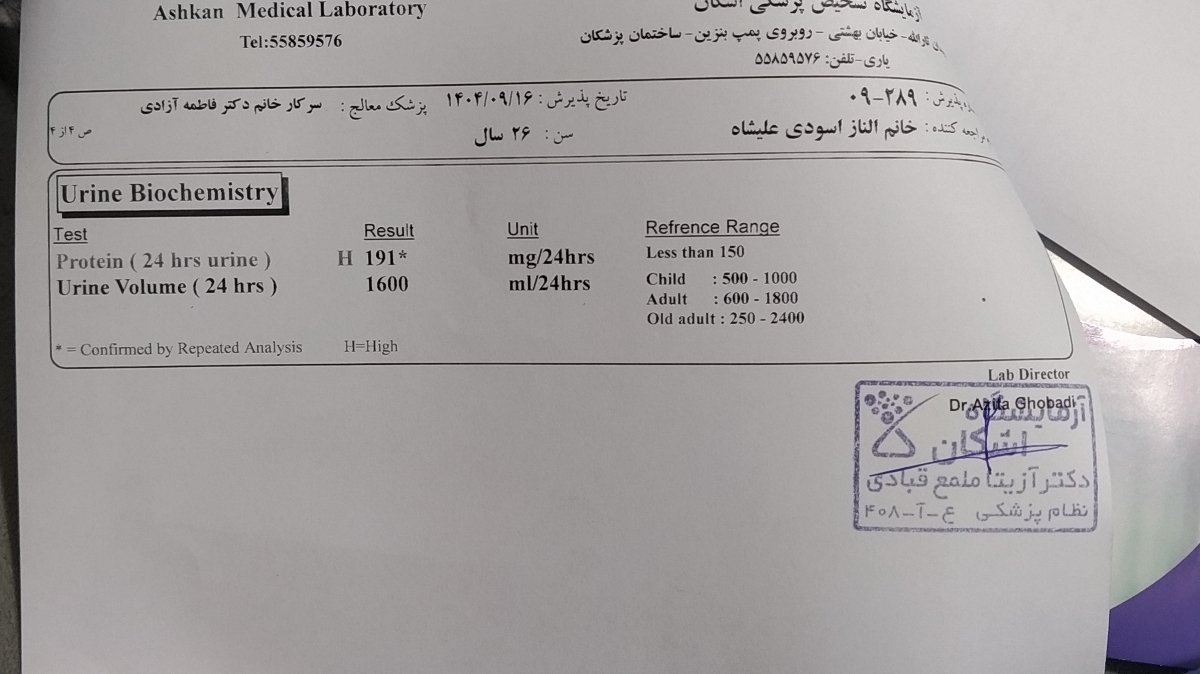 Ashkan Medical Laboratory
Tel:55859576
آزمایشگاه تشخیص پزشکی اشکان
خیابان بهشتی - روبروی پمپ بنزین- ساختمان پزشکان
یاری-تلفن: ۵۵۸۵۹۵۷۶
پذیرش: ۲۸۹-۰۹
تاریخ پذیرش : ۱۴۰۴/۰۹/۱۶
پزشک معالج : سرکار خانم دکتر فاطمه آزادی
مراجعه کننده : خانم الناز اسودی علیشاه
سن : ۲۶ سال
ص ۴ از ۴
Urine Biochemistry
Test Result Unit Refrence Range
Protein ( 24 hrs urine ) H 191* mg/24hrs Less than 150
Urine Volume ( 24 hrs ) 1600 ml/24hrs Child : 500 - 1000
Adult : 600 - 1800
Old adult : 250 - 2400
* = Confirmed by Repeated Analysis H=High
Lab Director
Dr.Azita Ghobadi
آزمایشگاه
اشکان
دکتر آزیتا ملمع قبادی
نظام پزشکی ع-آ-۴۰۸